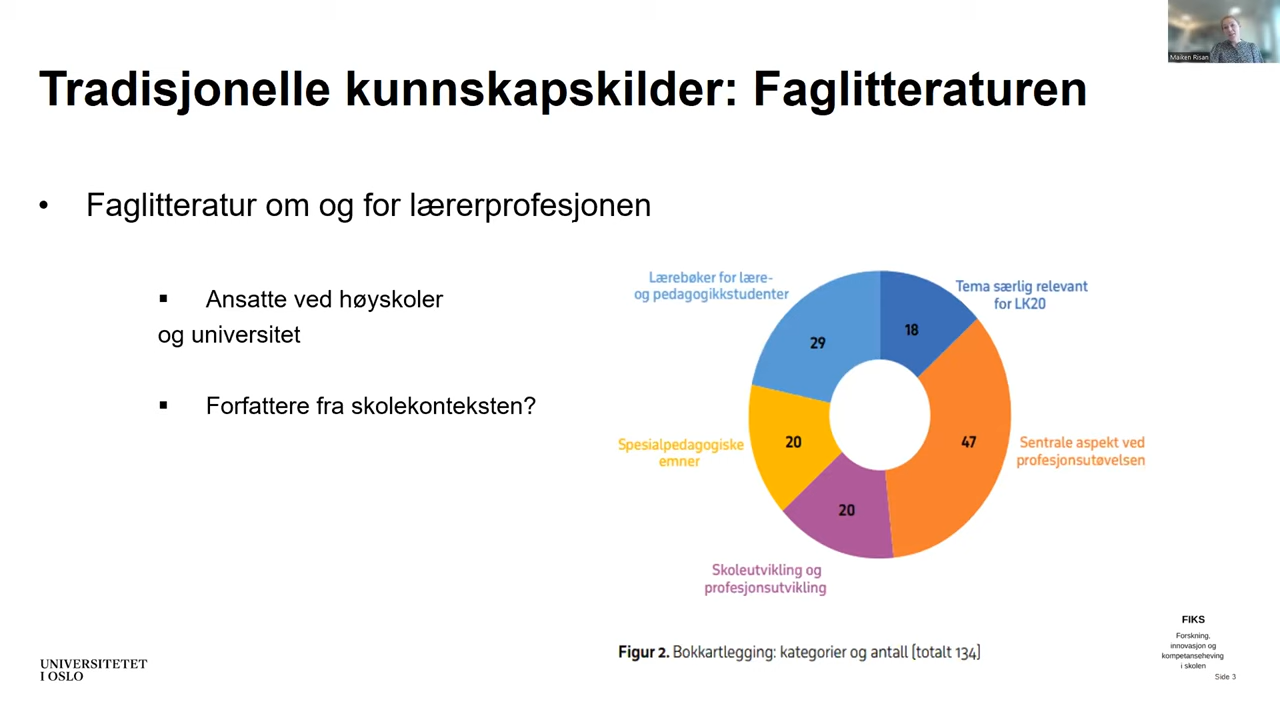 Maiken Risan
Tradisjonelle kunnskapskilder: Faglitteraturen
• Faglitteratur om og for lærerprofesjonen
▪ Ansatte ved høyskoler
og universitet
▪ Forfattere fra skolekonteksten?
Lærebøker for lære-
og pedagogikkstudenter
Tema særlig relevant
for LK20
29
18
Spesialpedagogiske
emner
20
47
Sentrale aspekt ved
profesjonsutøvelsen
20
Skoleutvikling og
profesjonsutvikling
Figur 2. Bokkartlegging: kategorier og antall (totalt 134)
UNIVERSITETET
I OSLO
FIKS
Forskning,
innovasjon og
kompetanseheving
i skolen
Side 3